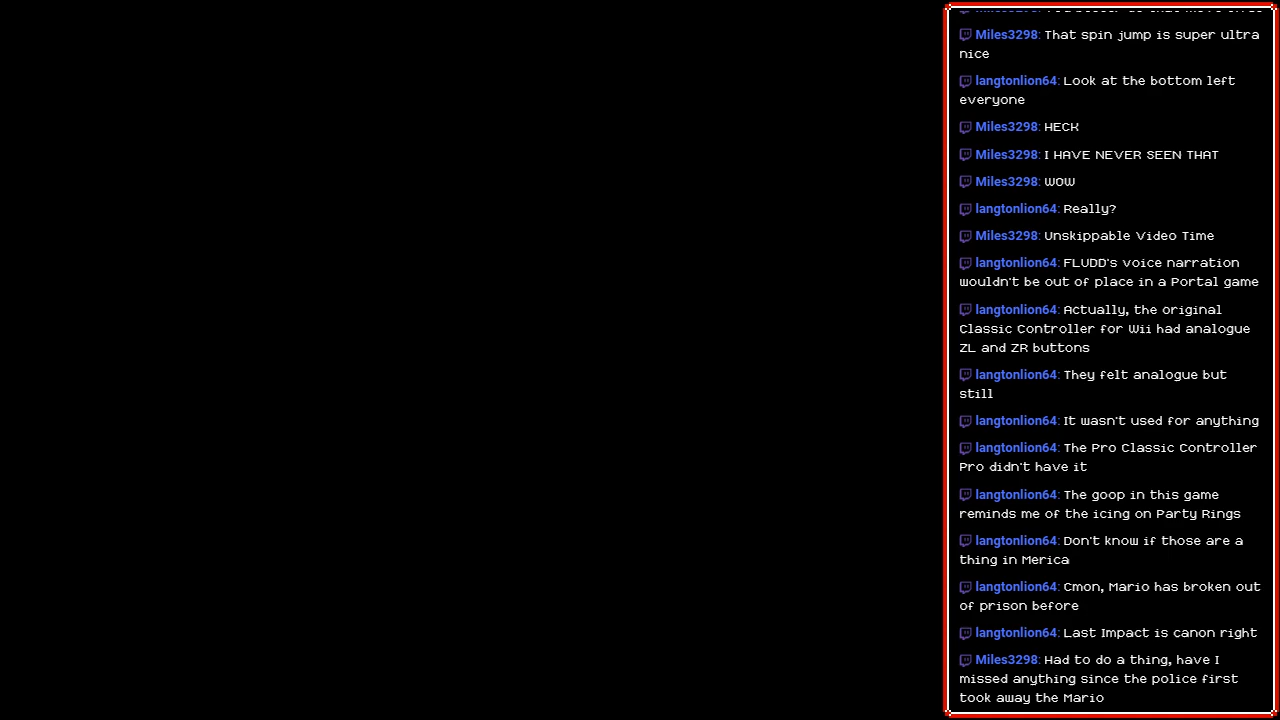 Miles3298: That spin jump is super ultra
nice
langtonlion64: Look at the bottom left
everyone
Miles3298: HECK
Miles3298: I HAVE NEVER SEEN THAT
Miles3298: WOW
langtonlion64: Really?
Miles3298: Unskippable Video Time
langtonlion64: FLUDD's voice narration
wouldn't be out of place in a Portal game
langtonlion64: Actually, the original
Classic Controller for Wii had analogue
ZL and ZR buttons
langtonlion64: They felt analogue but
still
langtonlion64: It wasn't used for anything
langtonlion64: The Pro Classic Controller
Pro didn't have it
langtonlion64: The goop in this game
reminds me of the icing on Party Rings
langtonlion64: Don't know if those are a
thing in Merica
langtonlion64: Cmon, Mario has broken out
of prison before
langtonlion64: Last Impact is canon right
Miles3298: Had to do a thing, have I
missed anything since the police first
took away the Mario